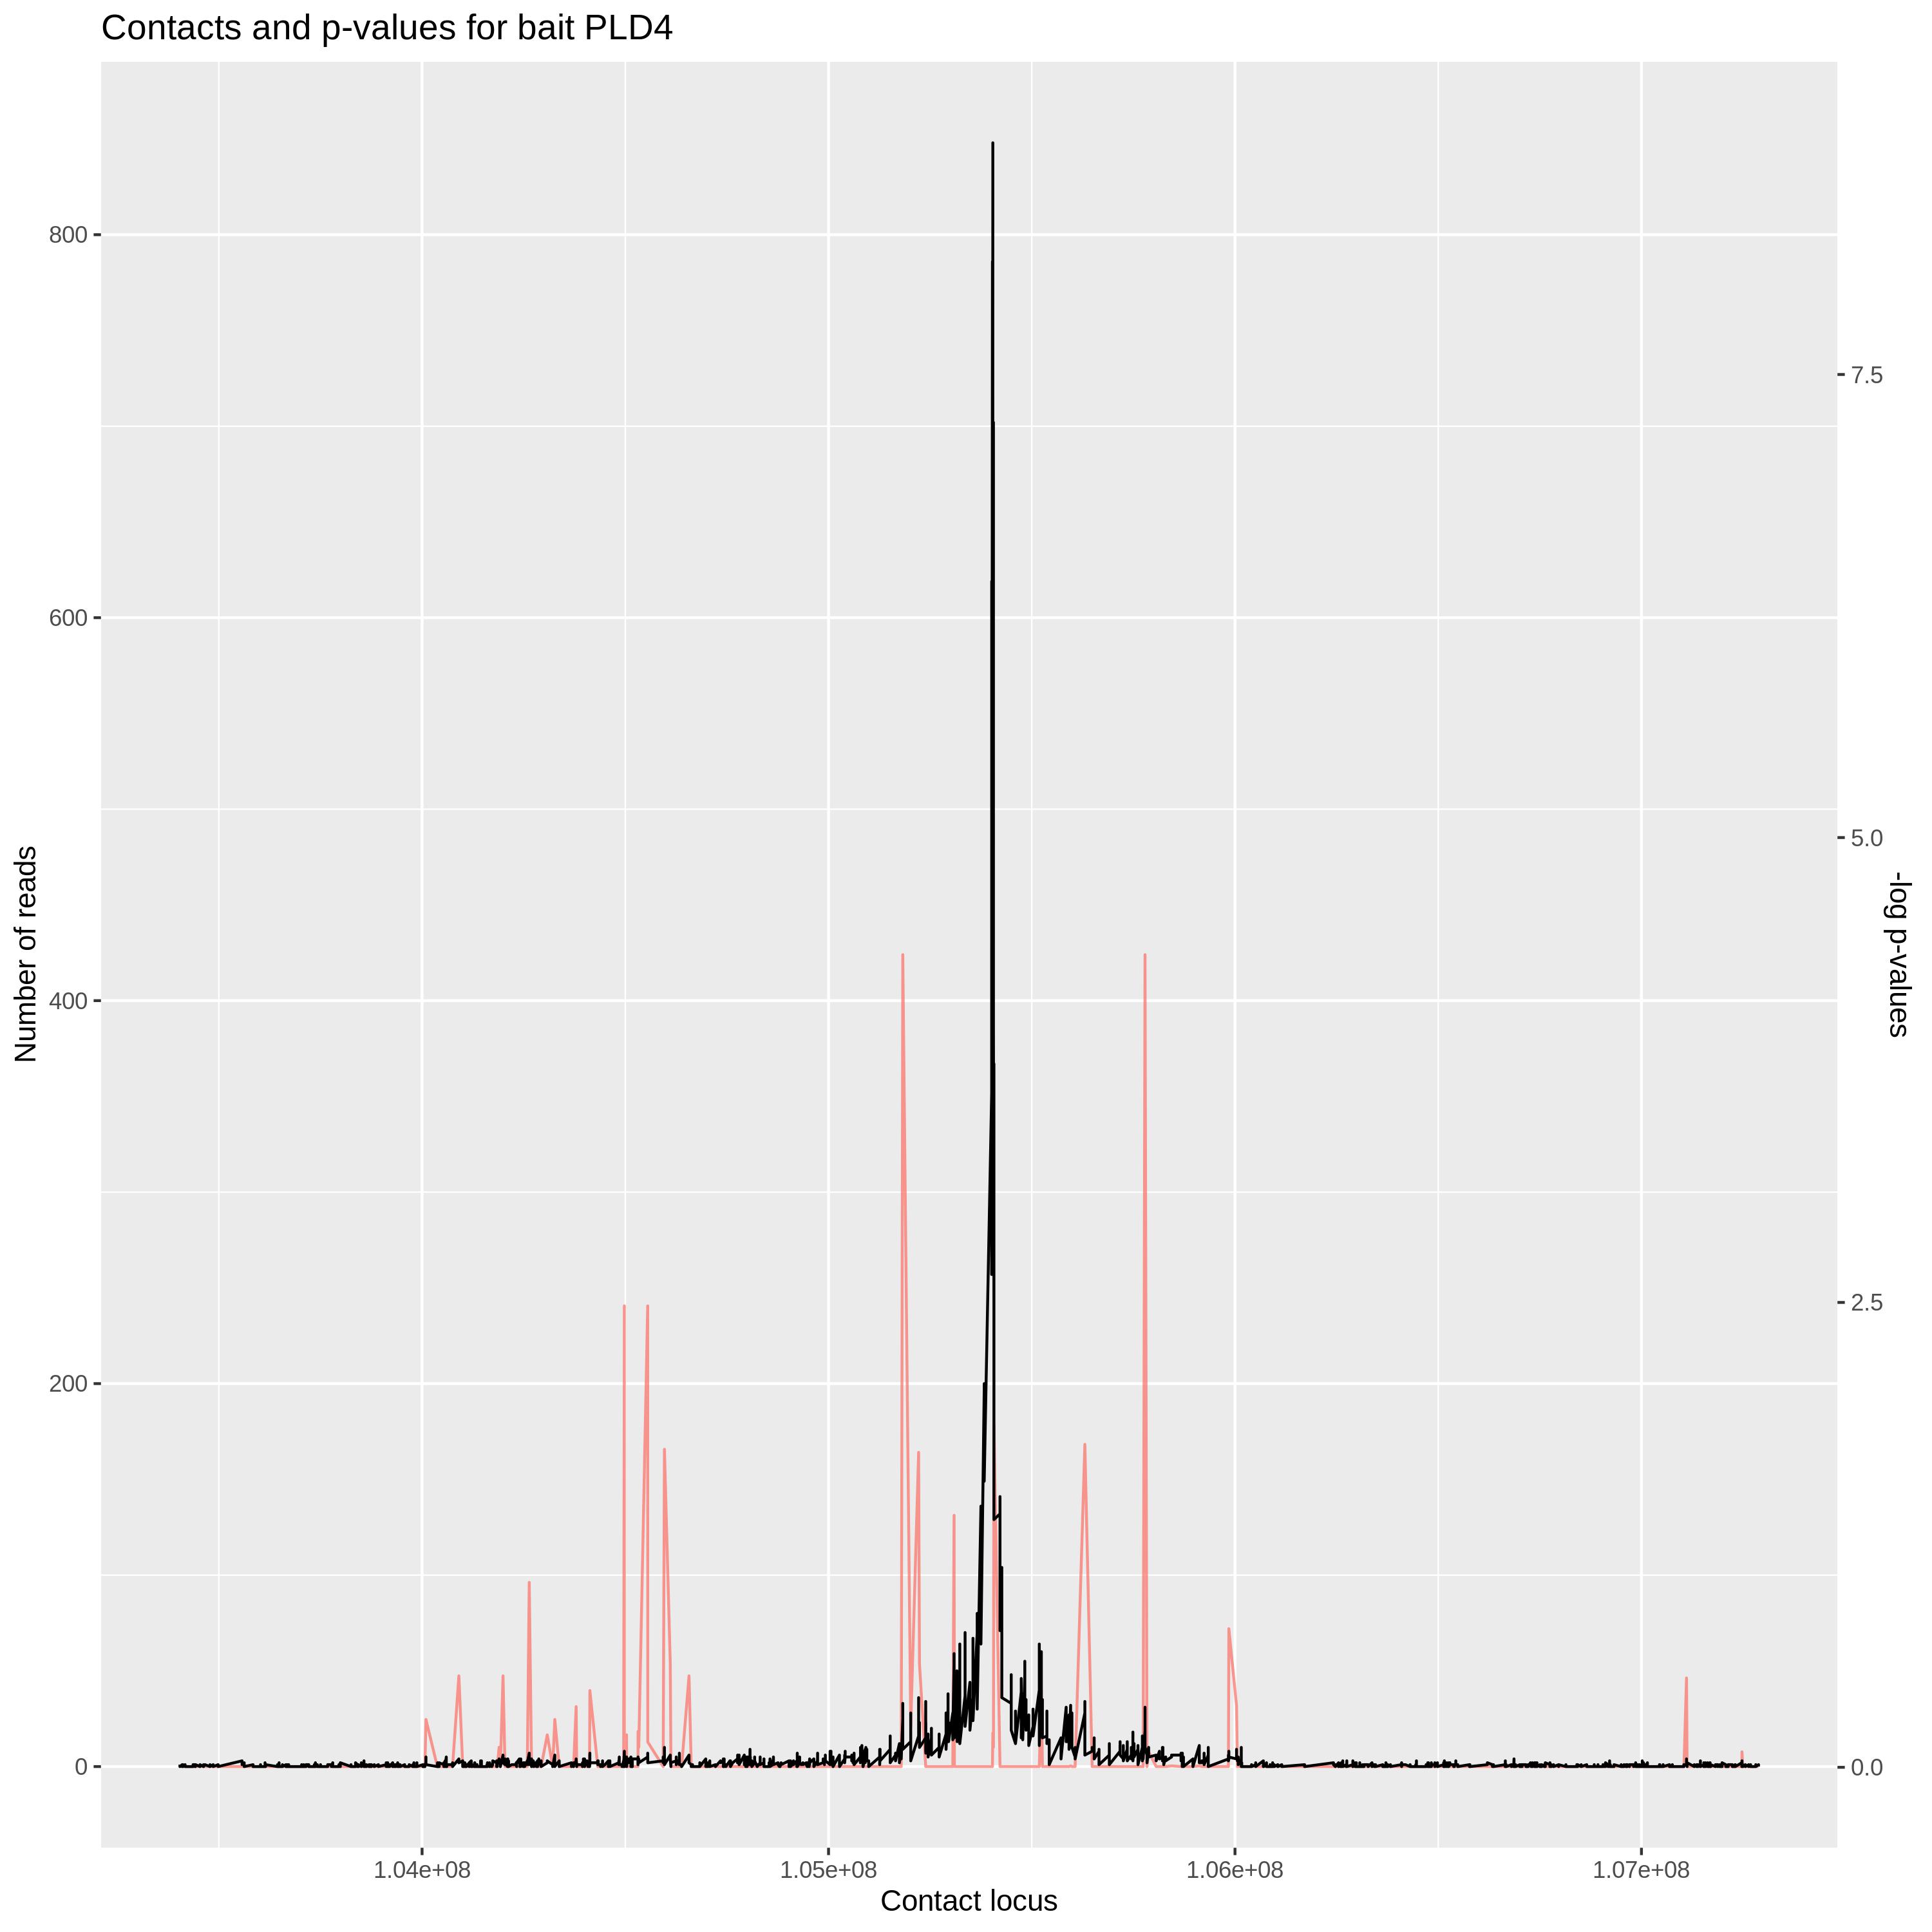 Contacts and p-values for bait PLD4
800
600
400
200
0
Number of reads
7.5
5.0
2.5
0.0
-log p-values
1.04e+08
1.05e+08
1.06e+08
1.07e+08
Contact locus